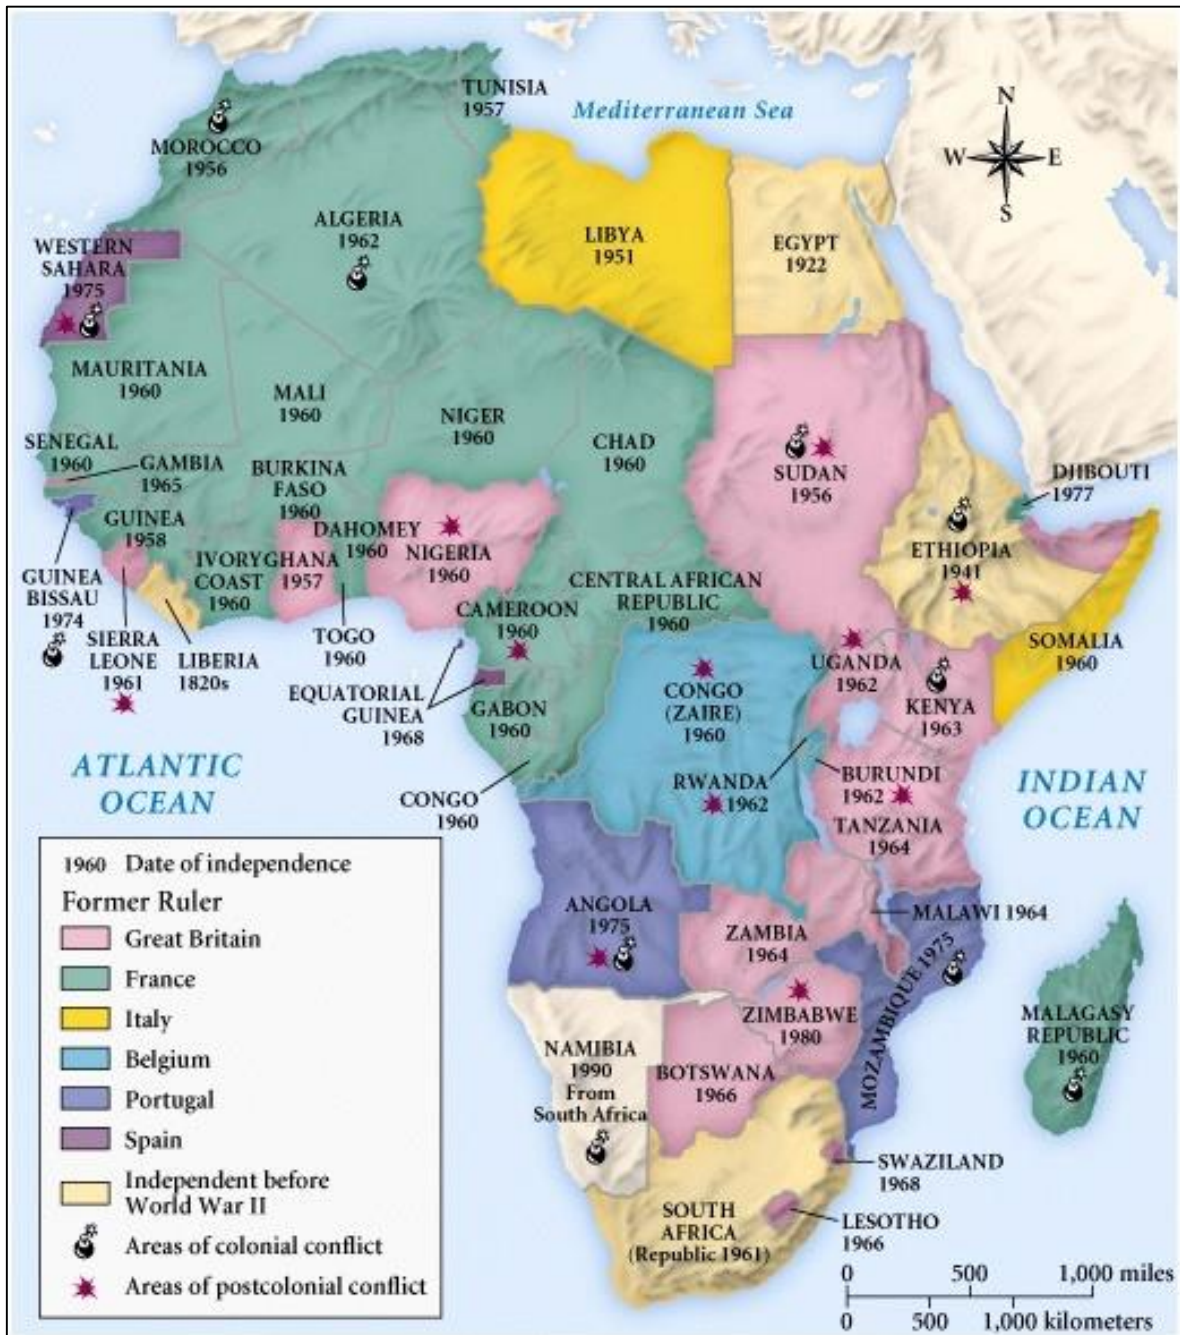 TUNISIA
1957
Mediterranean Sea
N
W E
S
MOROCCO
1956
ALGERIA
1962
LIBYA
1951
EGYPT
1922
WESTERN
SAHARA
1975
MAURITANIA
1960
MALI
1960
NIGER
1960
CHAD
1960
SUDAN
1956
DJIBOUTI
1977
SENEGAL
1960
GAMBIA
1965
BURKINA
FASO
1960
GUINEA
1958
DAHOMEY
1960
NIGERIA
1960
ETHIOPIA
1941
GUINEA
BISSAU
1974
IVORY
COAST
1960
GHANA
1957
CENTRAL AFRICAN
REPUBLIC
1960
CAMEROON
1960
SIERRA
LEONE
1961
LIBERIA
1820s
TOGO
1960
UGANDA
1962
SOMALIA
1960
EQUATORIAL
GUINEA
1968
GABON
1960
CONGO
(ZAIRE)
1960
KENYA
1963
ATLANTIC
OCEAN
CONGO
1960
RWANDA
1962
BURUNDI
1962
INDIAN
OCEAN
TANZANIA
1964
ANGOLA
1975
ZAMBIA
1964
MALAWI 1964
MOZAMBIQUE 1975
ZIMBABWE
1980
MALAGASY
REPUBLIC
1960
NAMIBIA
1990
From
South Africa
BOTSWANA
1966
SWAZILAND
1968
SOUTH
AFRICA
(Republic 1961)
LESOTHO
1966
1960 Date of independence
Former Ruler
Great Britain
France
Italy
Belgium
Portugal
Spain
Independent before
World War II
Areas of colonial conflict
Areas of postcolonial conflict
0 500 1,000 miles
0 500 1,000 kilometers